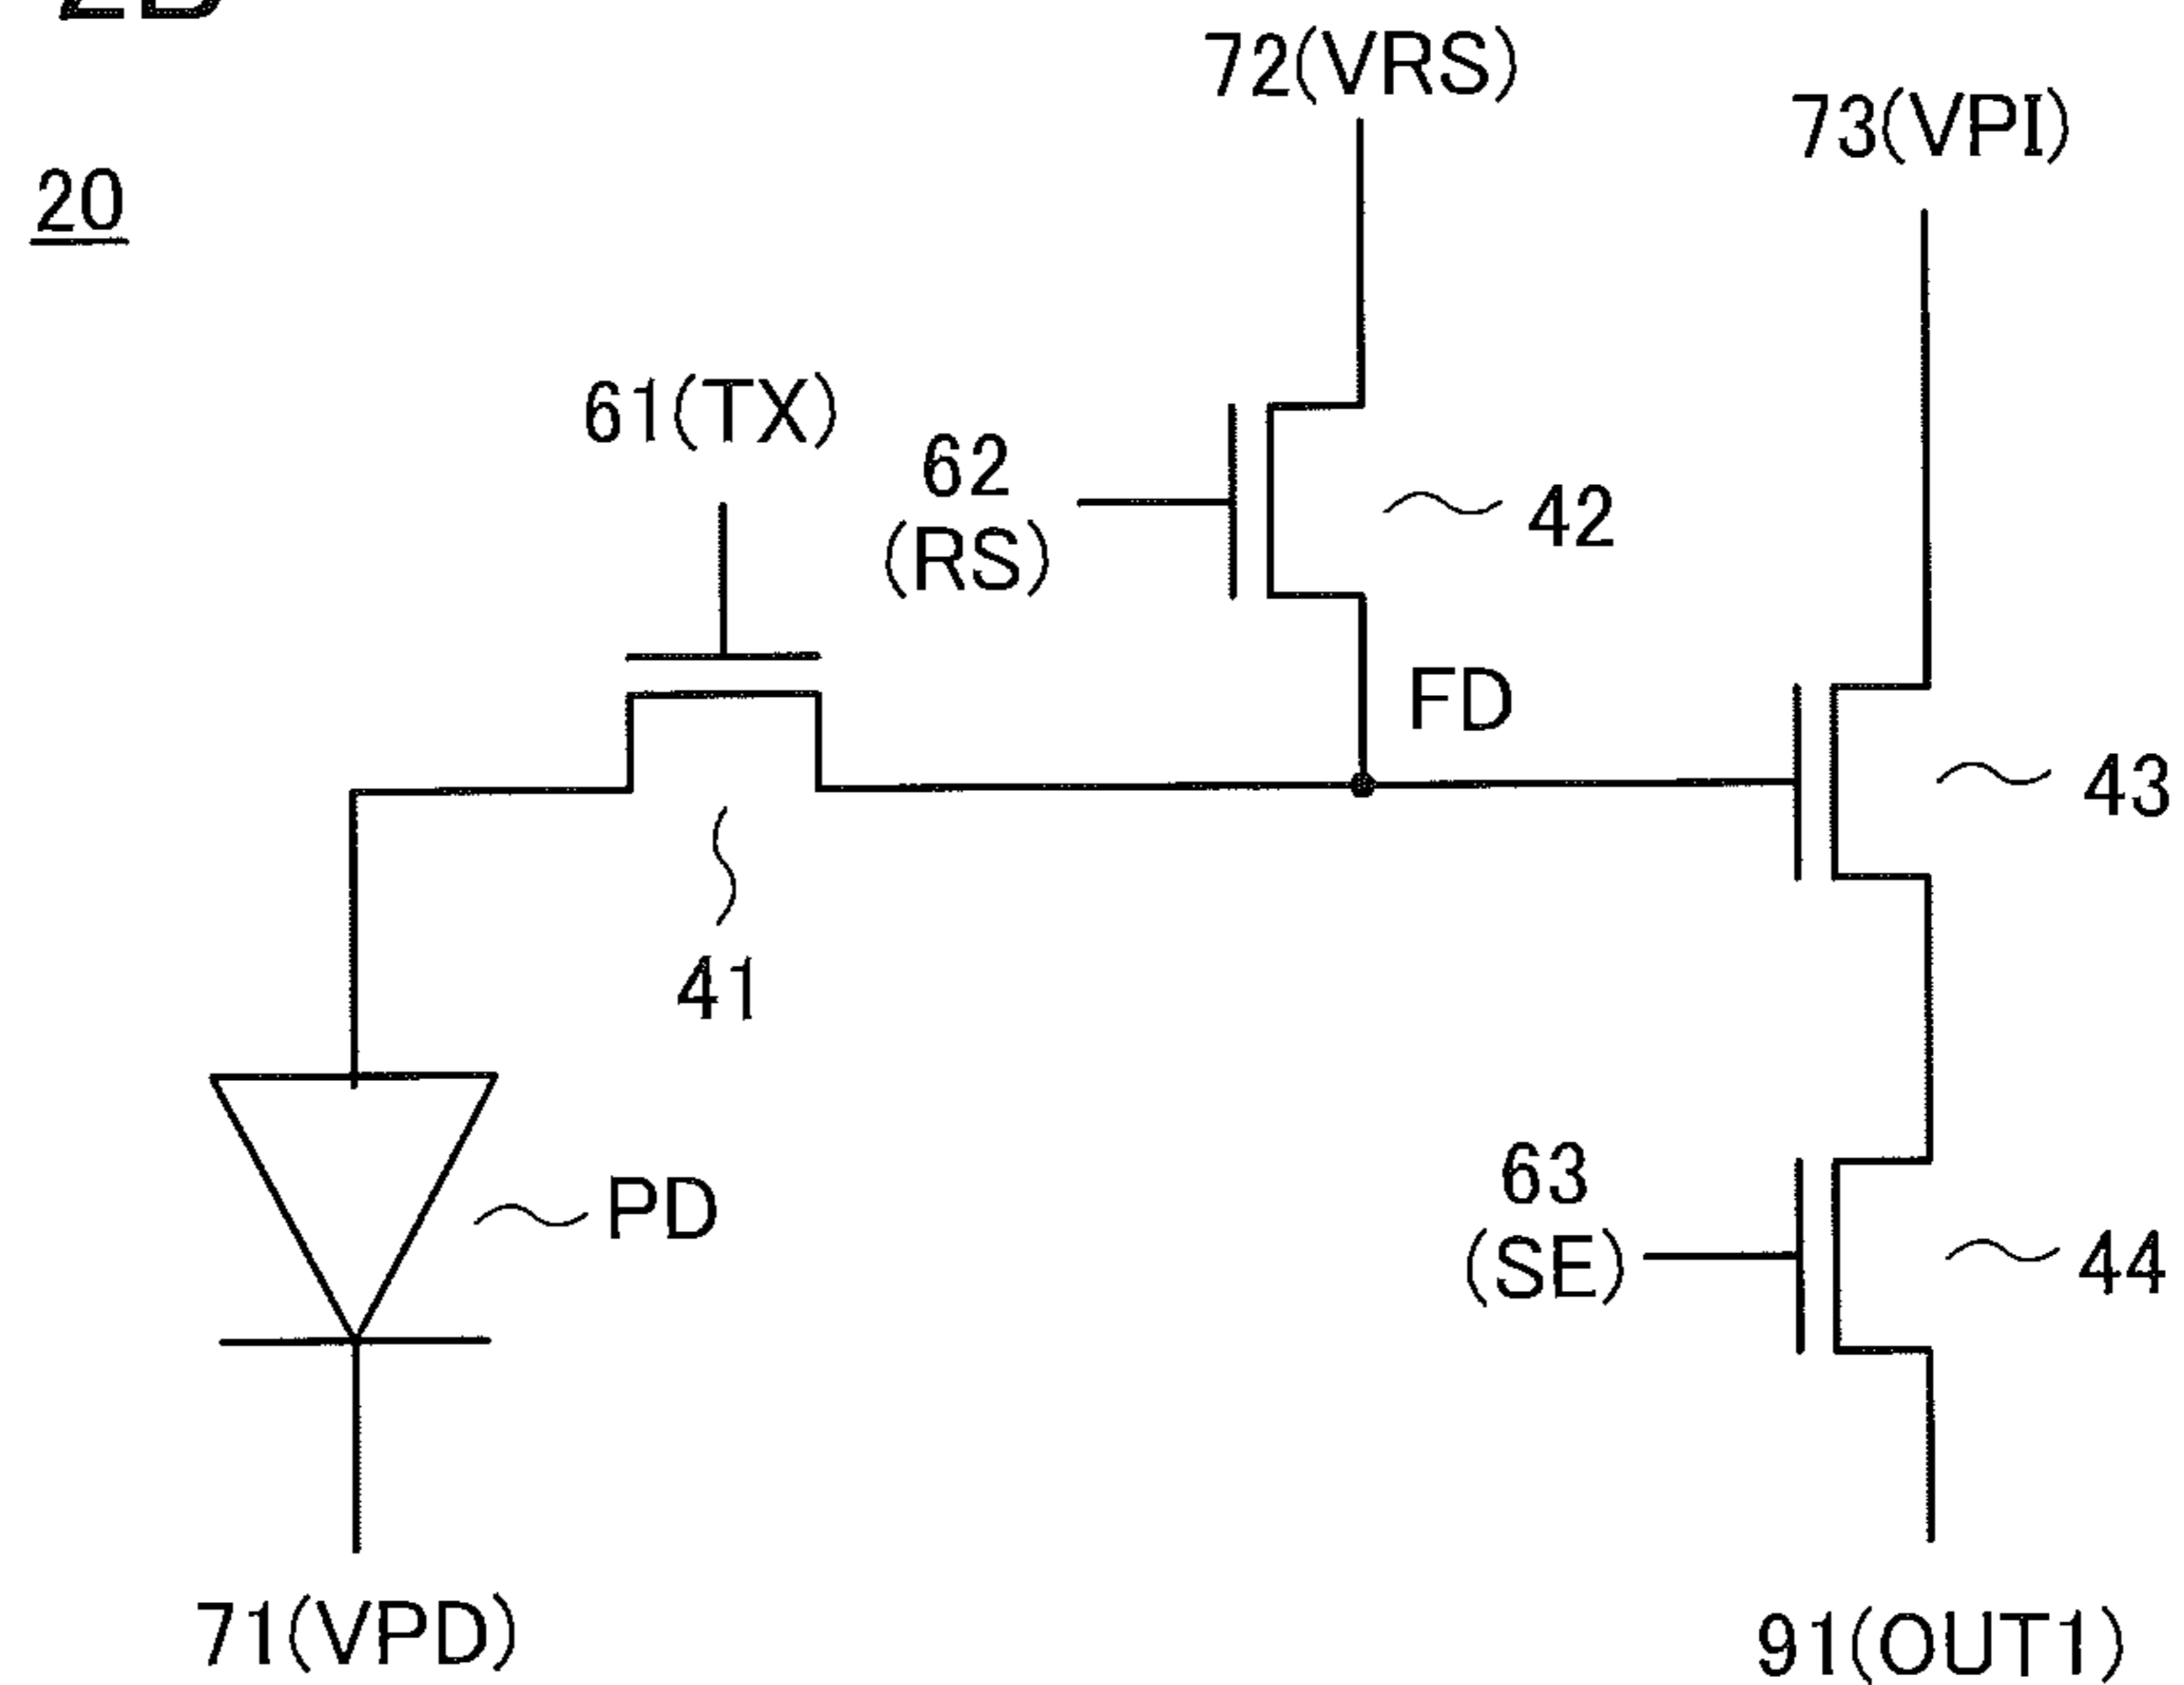 20
72(VRS)
73(VPI)
61(TX)
62
(RS)
42
FD
43
41
PD
63
(SE)
44
71(VPD)
91(OUT1)